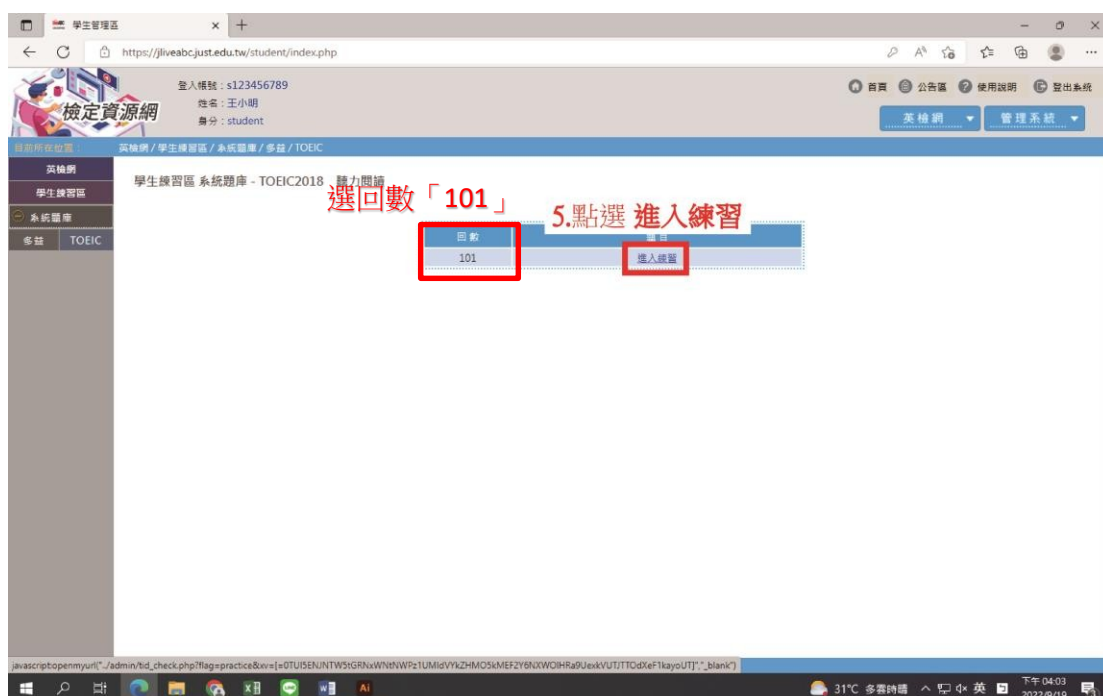 學生管理區
https://jliveabc.just.edu.tw/student/index.php
檢定資源網
登入帳號：s123456789
姓名：王小明
身分：student
首頁 公告區 使用說明 登出系統
英檢網 管理系統
目前所在位置：
英檢網 / 學生練習區 / 系統題庫 / 多益 / TOEIC
英檢網
學生練習區
系統題庫
多益 TOEIC
學生練習區 系統題庫 - TOEIC2018 聽力閱讀
選回數「101」
5.點選 進入練習
回數
101
進入練習
31°C 多雲時晴
英
下午 04:03
2022/9/19